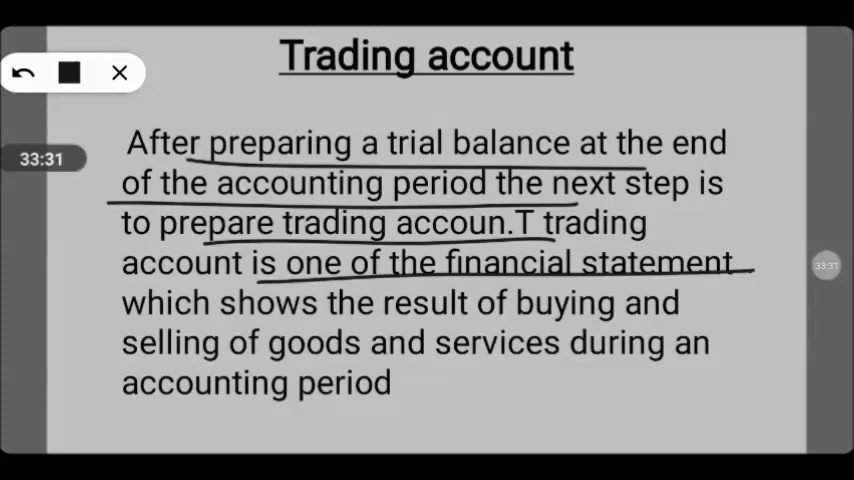 Trading account
After preparing a trial balance at the end
33:31
of the accounting period the next step is
to prepare trading accoun.T trading
account is one of the financial statement
33:31
which shows the result of buying and
selling of goods and services during an
accounting period